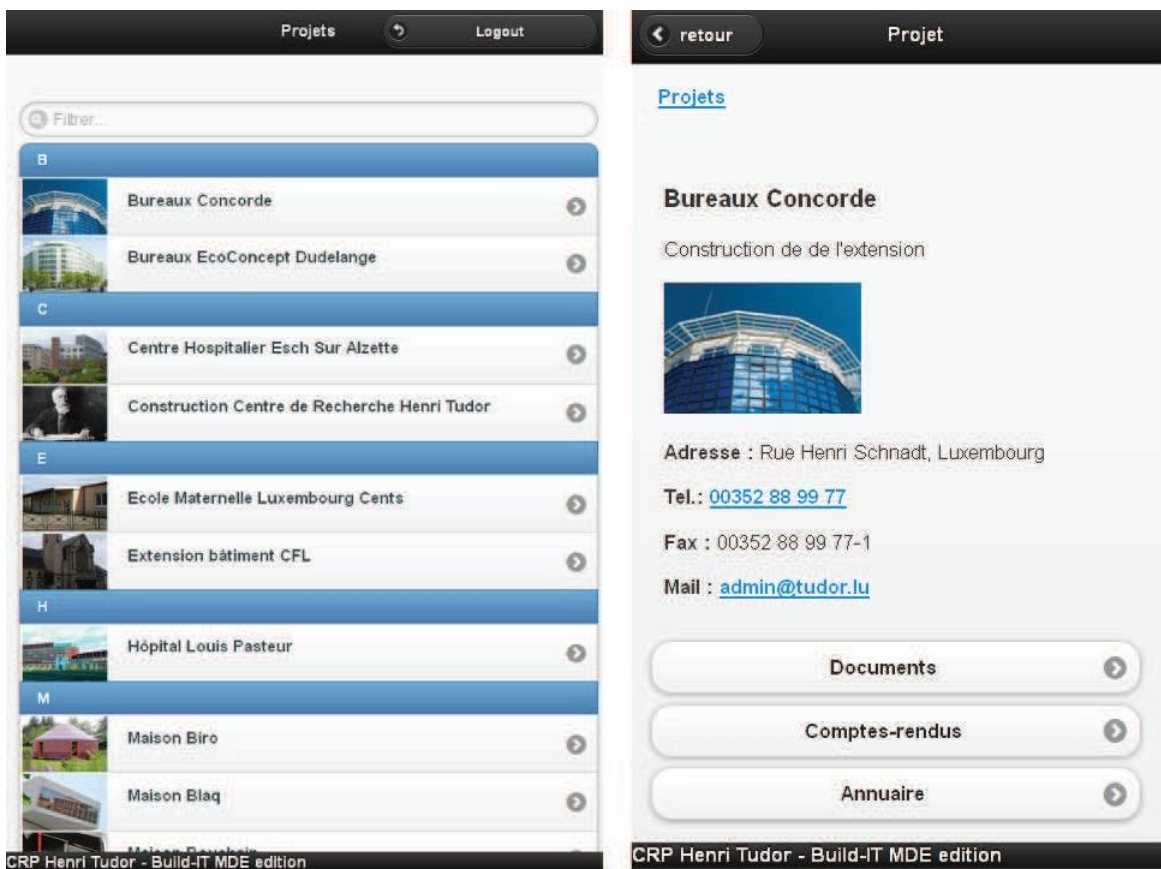 Projets
Logout
Filtrer...
B
Bureaux Concorde
Bureaux EcoConcept Dudelange
C
Centre Hospitalier Esch Sur Alzette
Construction Centre de Recherche Henri Tudor
E
Ecole Maternelle Luxembourg Cents
Extension bâtiment CFL
H
Hôpital Louis Pasteur
M
Maison Biro
Maison Blaq
Maison
CRP Henri Tudor - Build-IT MDE edition
retour
Projet
Projets
Bureaux Concorde
Construction de de l'extension
Adresse : Rue Henri Schnadt, Luxembourg
Tel.: 00352 88 99 77
Fax : 00352 88 99 77-1
Mail : admin@tudor.lu
Documents
Comptes-rendus
Annuaire
CRP Henri Tudor - Build-IT MDE edition